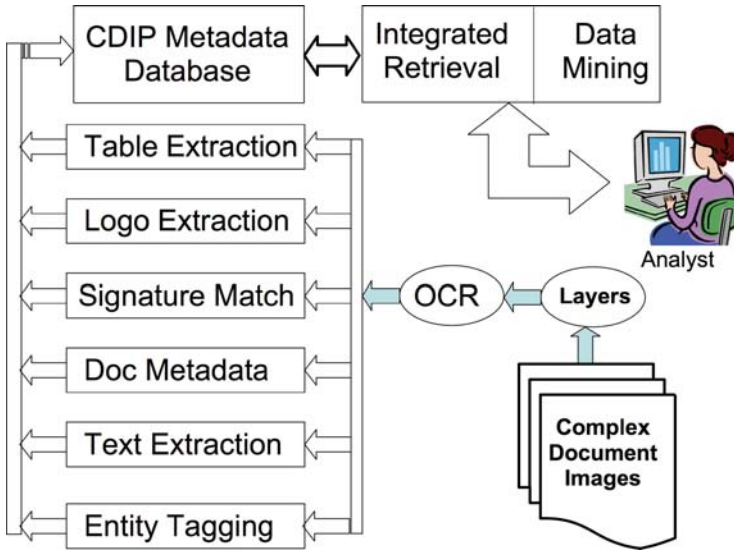 CDIP Metadata
Database
Integrated
Retrieval
Data
Mining
Table Extraction
Logo Extraction
Signature Match
Doc Metadata
Text Extraction
Entity Tagging
OCR
Layers
Analyst
Complex
Document
Images